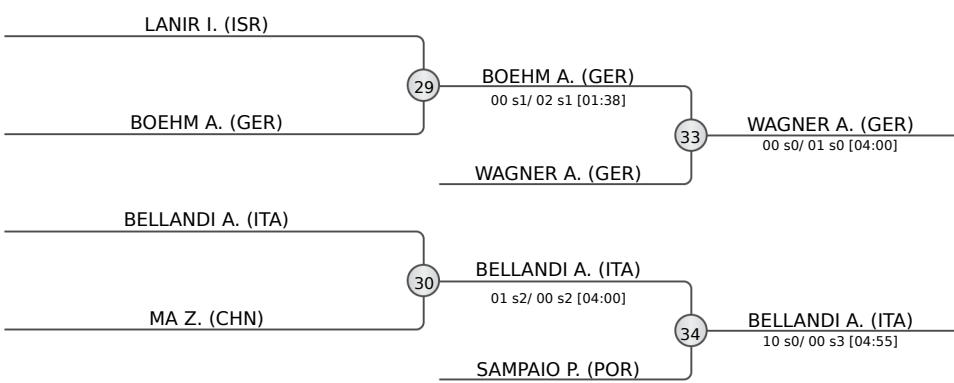 LANIR I. (ISR)
29
BOEHM A. (GER)
00 s1/ 02 s1 [01:38]
BOEHM A. (GER)
33
WAGNER A. (GER)
00 s0/ 01 s0 [04:00]
WAGNER A. (GER)
BELLANDI A. (ITA)
30
BELLANDI A. (ITA)
01 s2/ 00 s2 [04:00]
MA Z. (CHN)
34
BELLANDI A. (ITA)
10 s0/ 00 s3 [04:55]
SAMPAIO P. (POR)